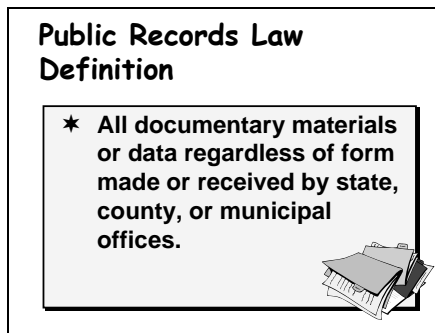 Public Records Law
Definition
✶ All documentary materials
or data regardless of form
made or received by state,
county, or municipal
offices.